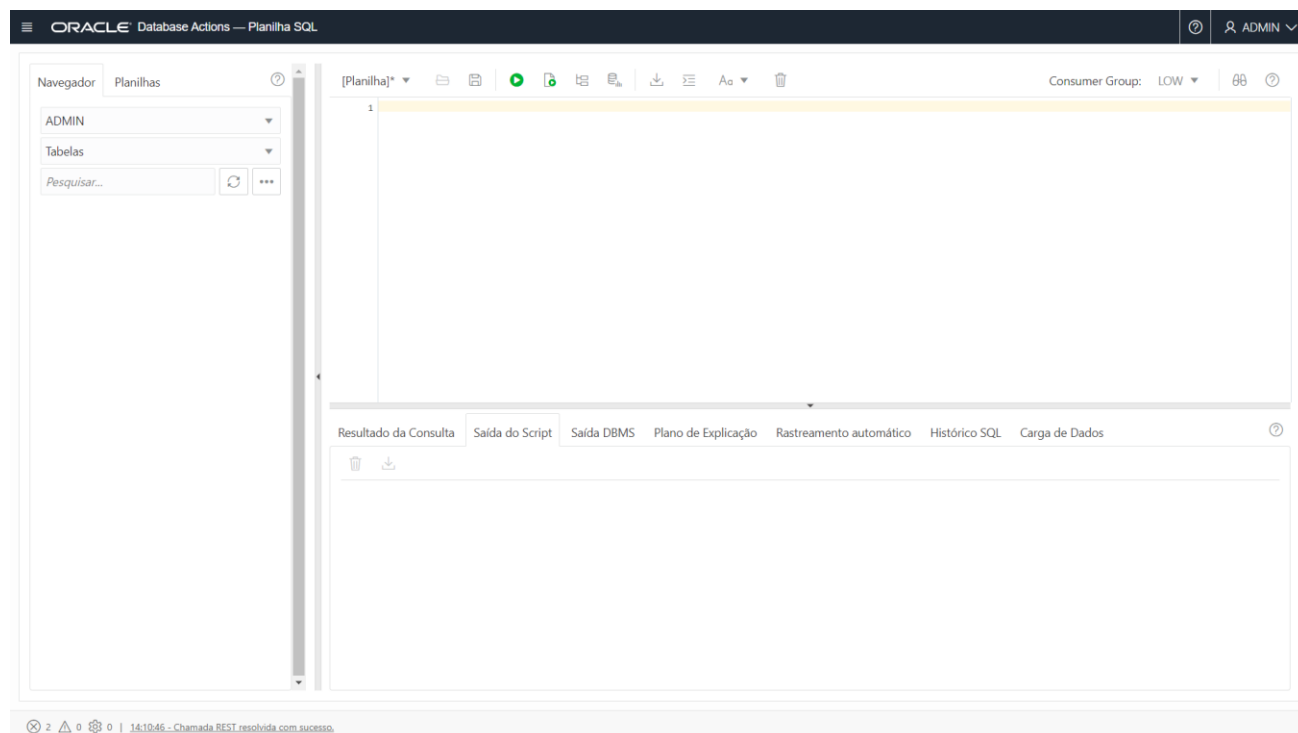 ORACLE Database Actions — Planilha SQL
ADMIN
Navegador Planilhas
ADMIN
Tabelas
Pesquisar...
[Planilha]* Aa Consumer Group: LOW
1
Resultado da Consulta Saída do Script Saída DBMS Plano de Explicação Rastreamento automático Histórico SQL Carga de Dados
2 0 0 | 14:10:46 - Chamada REST resolvida com sucesso.